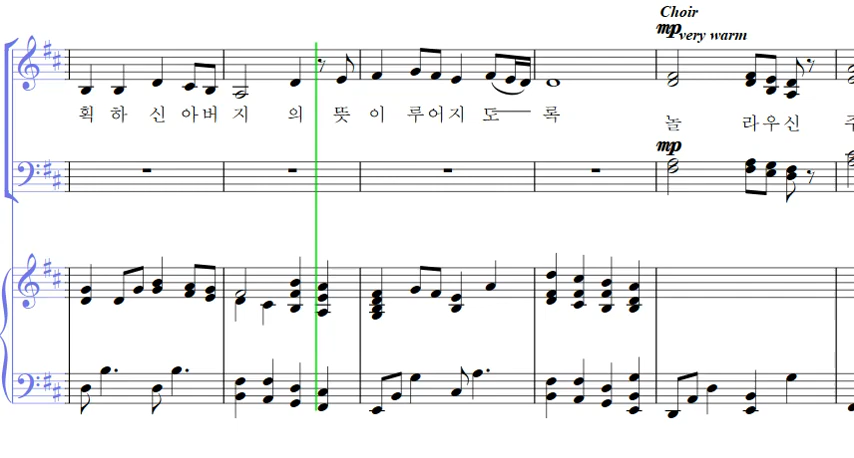 Choir
mp very warm
획 하 신 아버 지 의 뜻 이 루어지 도 록 놀 라우신 주
mp